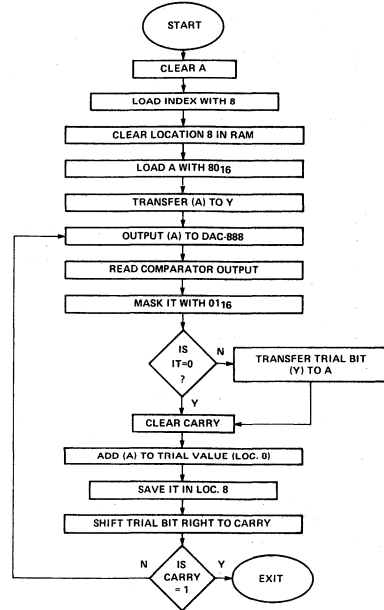 START
CLEAR A
LOAD INDEX WITH 8
CLEAR LOCATION 8 IN RAM
LOAD A WITH 80₁₆
TRANSFER (A) TO Y
OUTPUT (A) TO DAC-888
READ COMPARATOR OUTPUT
MASK IT WITH 01₁₆
IS
IT=0
?
N
TRANSFER TRIAL BIT
(Y) TO A
Y
CLEAR CARRY
ADD (A) TO TRIAL VALUE (LOC. 8)
SAVE IT IN LOC. 8
SHIFT TRIAL BIT RIGHT TO CARRY
N
IS
CARRY
= 1
Y
EXIT